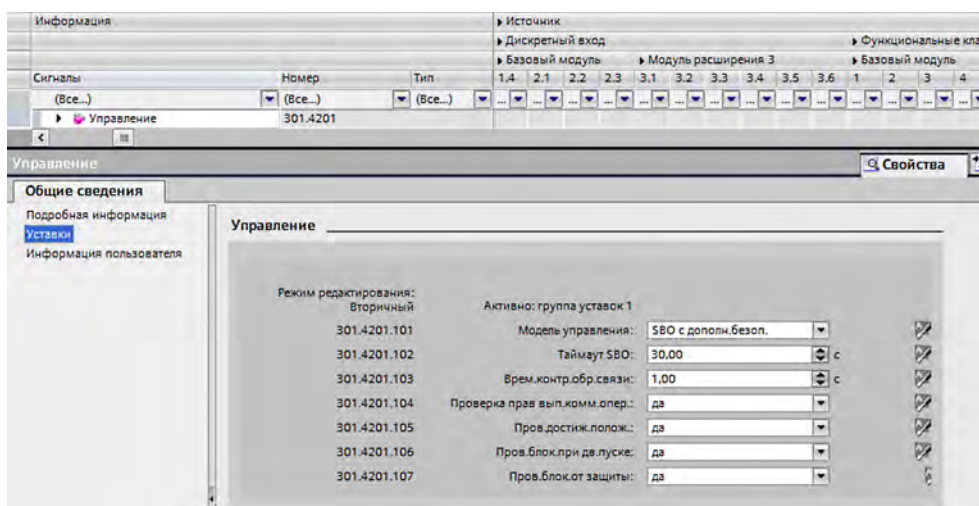 Информация ▸ Источник
▸ Дискретный вход ▸ Функциональные кла
▸ Базовый модуль ▸ Модуль расширения 3 ▸ Базовый модуль
Сигналы Номер Тип 1.4 2.1 2.2 2.3 3.1 3.2 3.3 3.4 3.5 3.6 1 2 3 4
(Все...) (Все...) (Все...) ... ... ... ... ... ... ... ... ... ... ... ... ... ...
▸ Управление 301.4201
Управление Свойства
Общие сведения
Подробная информация
Уставки
Информация пользователя
Управление
Режим редактирования:
Вторичный Активно: группа уставок 1
301.4201.101 Модель управления: SBO с дополн.безоп.
301.4201.102 Таймаут SBO: 30,00 с
301.4201.103 Врем.контр.обр.связи: 1,00 с
301.4201.104 Проверка прав вып.комм.опер.: да
301.4201.105 Пров.достиж.полож.: да
301.4201.106 Пров.блок.при дв.пуске: да
301.4201.107 Пров.блок.от защиты: да